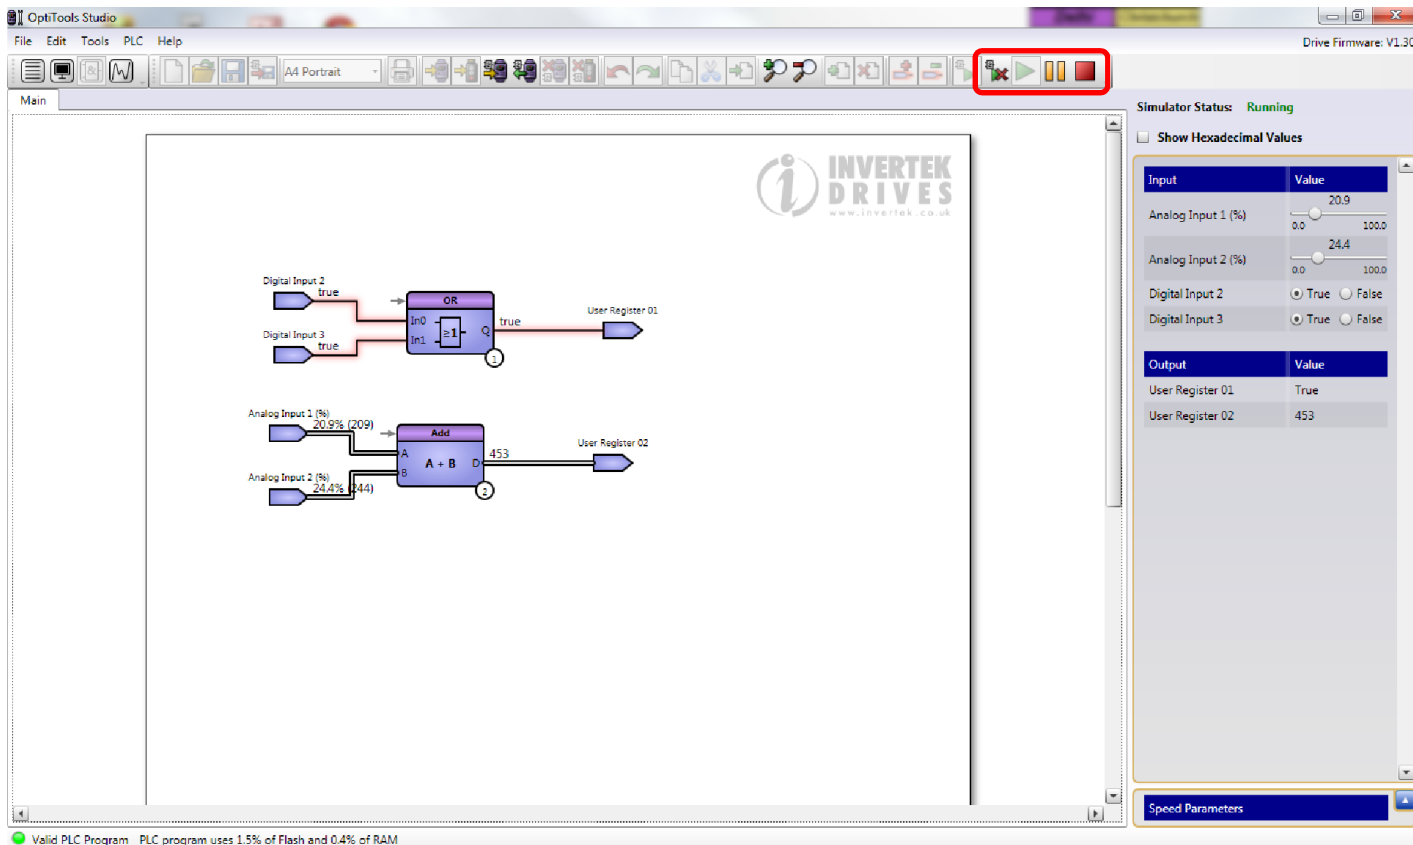 OptiTools Studio
File Edit Tools PLC Help
Drive Firmware: V1.30
A4 Portrait
Main
Simulator Status: Running
Show Hexadecimal Values
INVERTEK
DRIVES
www.invertek.co.uk
Input Value
Analog Input 1 (%) 20.9
0.0 100.0
Analog Input 2 (%) 24.4
0.0 100.0
Digital Input 2 True False
Digital Input 3 True False
Output Value
User Register 01 True
User Register 02 453
Digital Input 2
true
OR
User Register 01
In0
≥1
Q
true
Digital Input 3
true
In1
1
Analog Input 1 (%)
20.9% (209)
Add
User Register 02
A
A + B
D
453
B
Analog Input 2 (%)
24.4% (244)
2
Speed Parameters
Valid PLC Program PLC program uses 1.5% of Flash and 0.4% of RAM